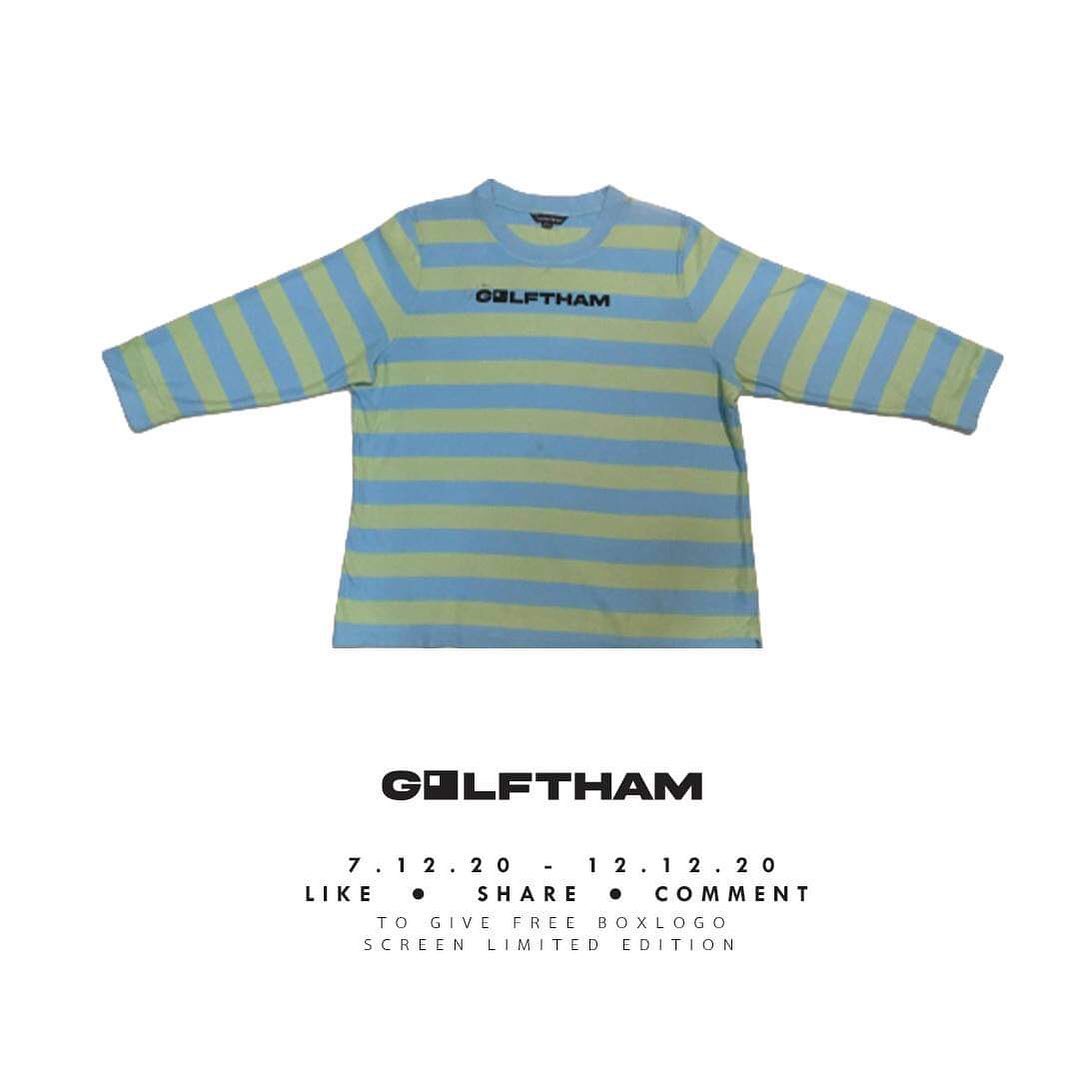 GOLFTHAM
GOLFTHAM
7.12.20 - 12.12.20
LIKE ● SHARE ● COMMENT
TO GIVE FREE BOXLOGO
SCREEN LIMITED EDITION